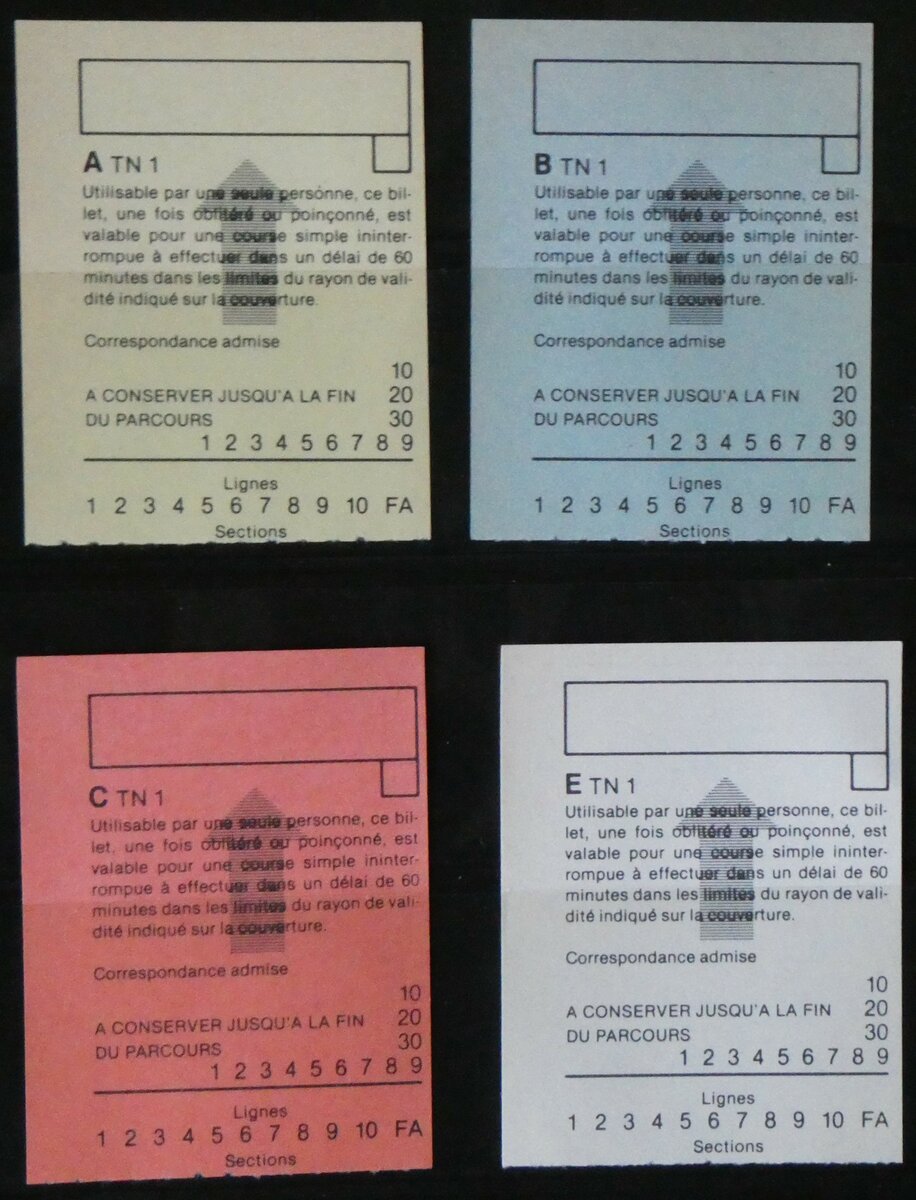 A TN 1
Utilisable par une seule personne, ce bil-
let, une fois oblitéré ou poinçonné, est
valable pour une course simple ininter-
rompue à effectuer dans un délai de 60
minutes dans les limites du rayon de vali-
dité indiqué sur la couverture.
Correspondance admise
10
A CONSERVER JUSQU'A LA FIN 20
DU PARCOURS 30
1 2 3 4 5 6 7 8 9
Lignes
1 2 3 4 5 6 7 8 9 10 FA
Sections
B TN 1
Utilisable par une seule personne, ce bil-
let, une fois oblitéré ou poinçonné, est
valable pour une course simple ininter-
rompue à effectuer dans un délai de 60
minutes dans les limites du rayon de vali-
dité indiqué sur la couverture.
Correspondance admise
10
A CONSERVER JUSQU'A LA FIN 20
DU PARCOURS 30
1 2 3 4 5 6 7 8 9
Lignes
1 2 3 4 5 6 7 8 9 10 FA
Sections
C TN 1
Utilisable par une seule personne, ce bil-
let, une fois oblitéré ou poinçonné, est
valable pour une course simple ininter-
rompue à effectuer dans un délai de 60
minutes dans les limites du rayon de vali-
dité indiqué sur la couverture.
Correspondance admise
10
A CONSERVER JUSQU'A LA FIN 20
DU PARCOURS 30
1 2 3 4 5 6 7 8 9
Lignes
1 2 3 4 5 6 7 8 9 10 FA
Sections
E TN 1
Utilisable par une seule personne, ce bil-
let, une fois oblitéré ou poinçonné, est
valable pour une course simple ininter-
rompue à effectuer dans un délai de 60
minutes dans les limites du rayon de vali-
dité indiqué sur la couverture.
Correspondance admise
10
A CONSERVER JUSQU'A LA FIN 20
DU PARCOURS 30
1 2 3 4 5 6 7 8 9
Lignes
1 2 3 4 5 6 7 8 9 10 FA
Sections